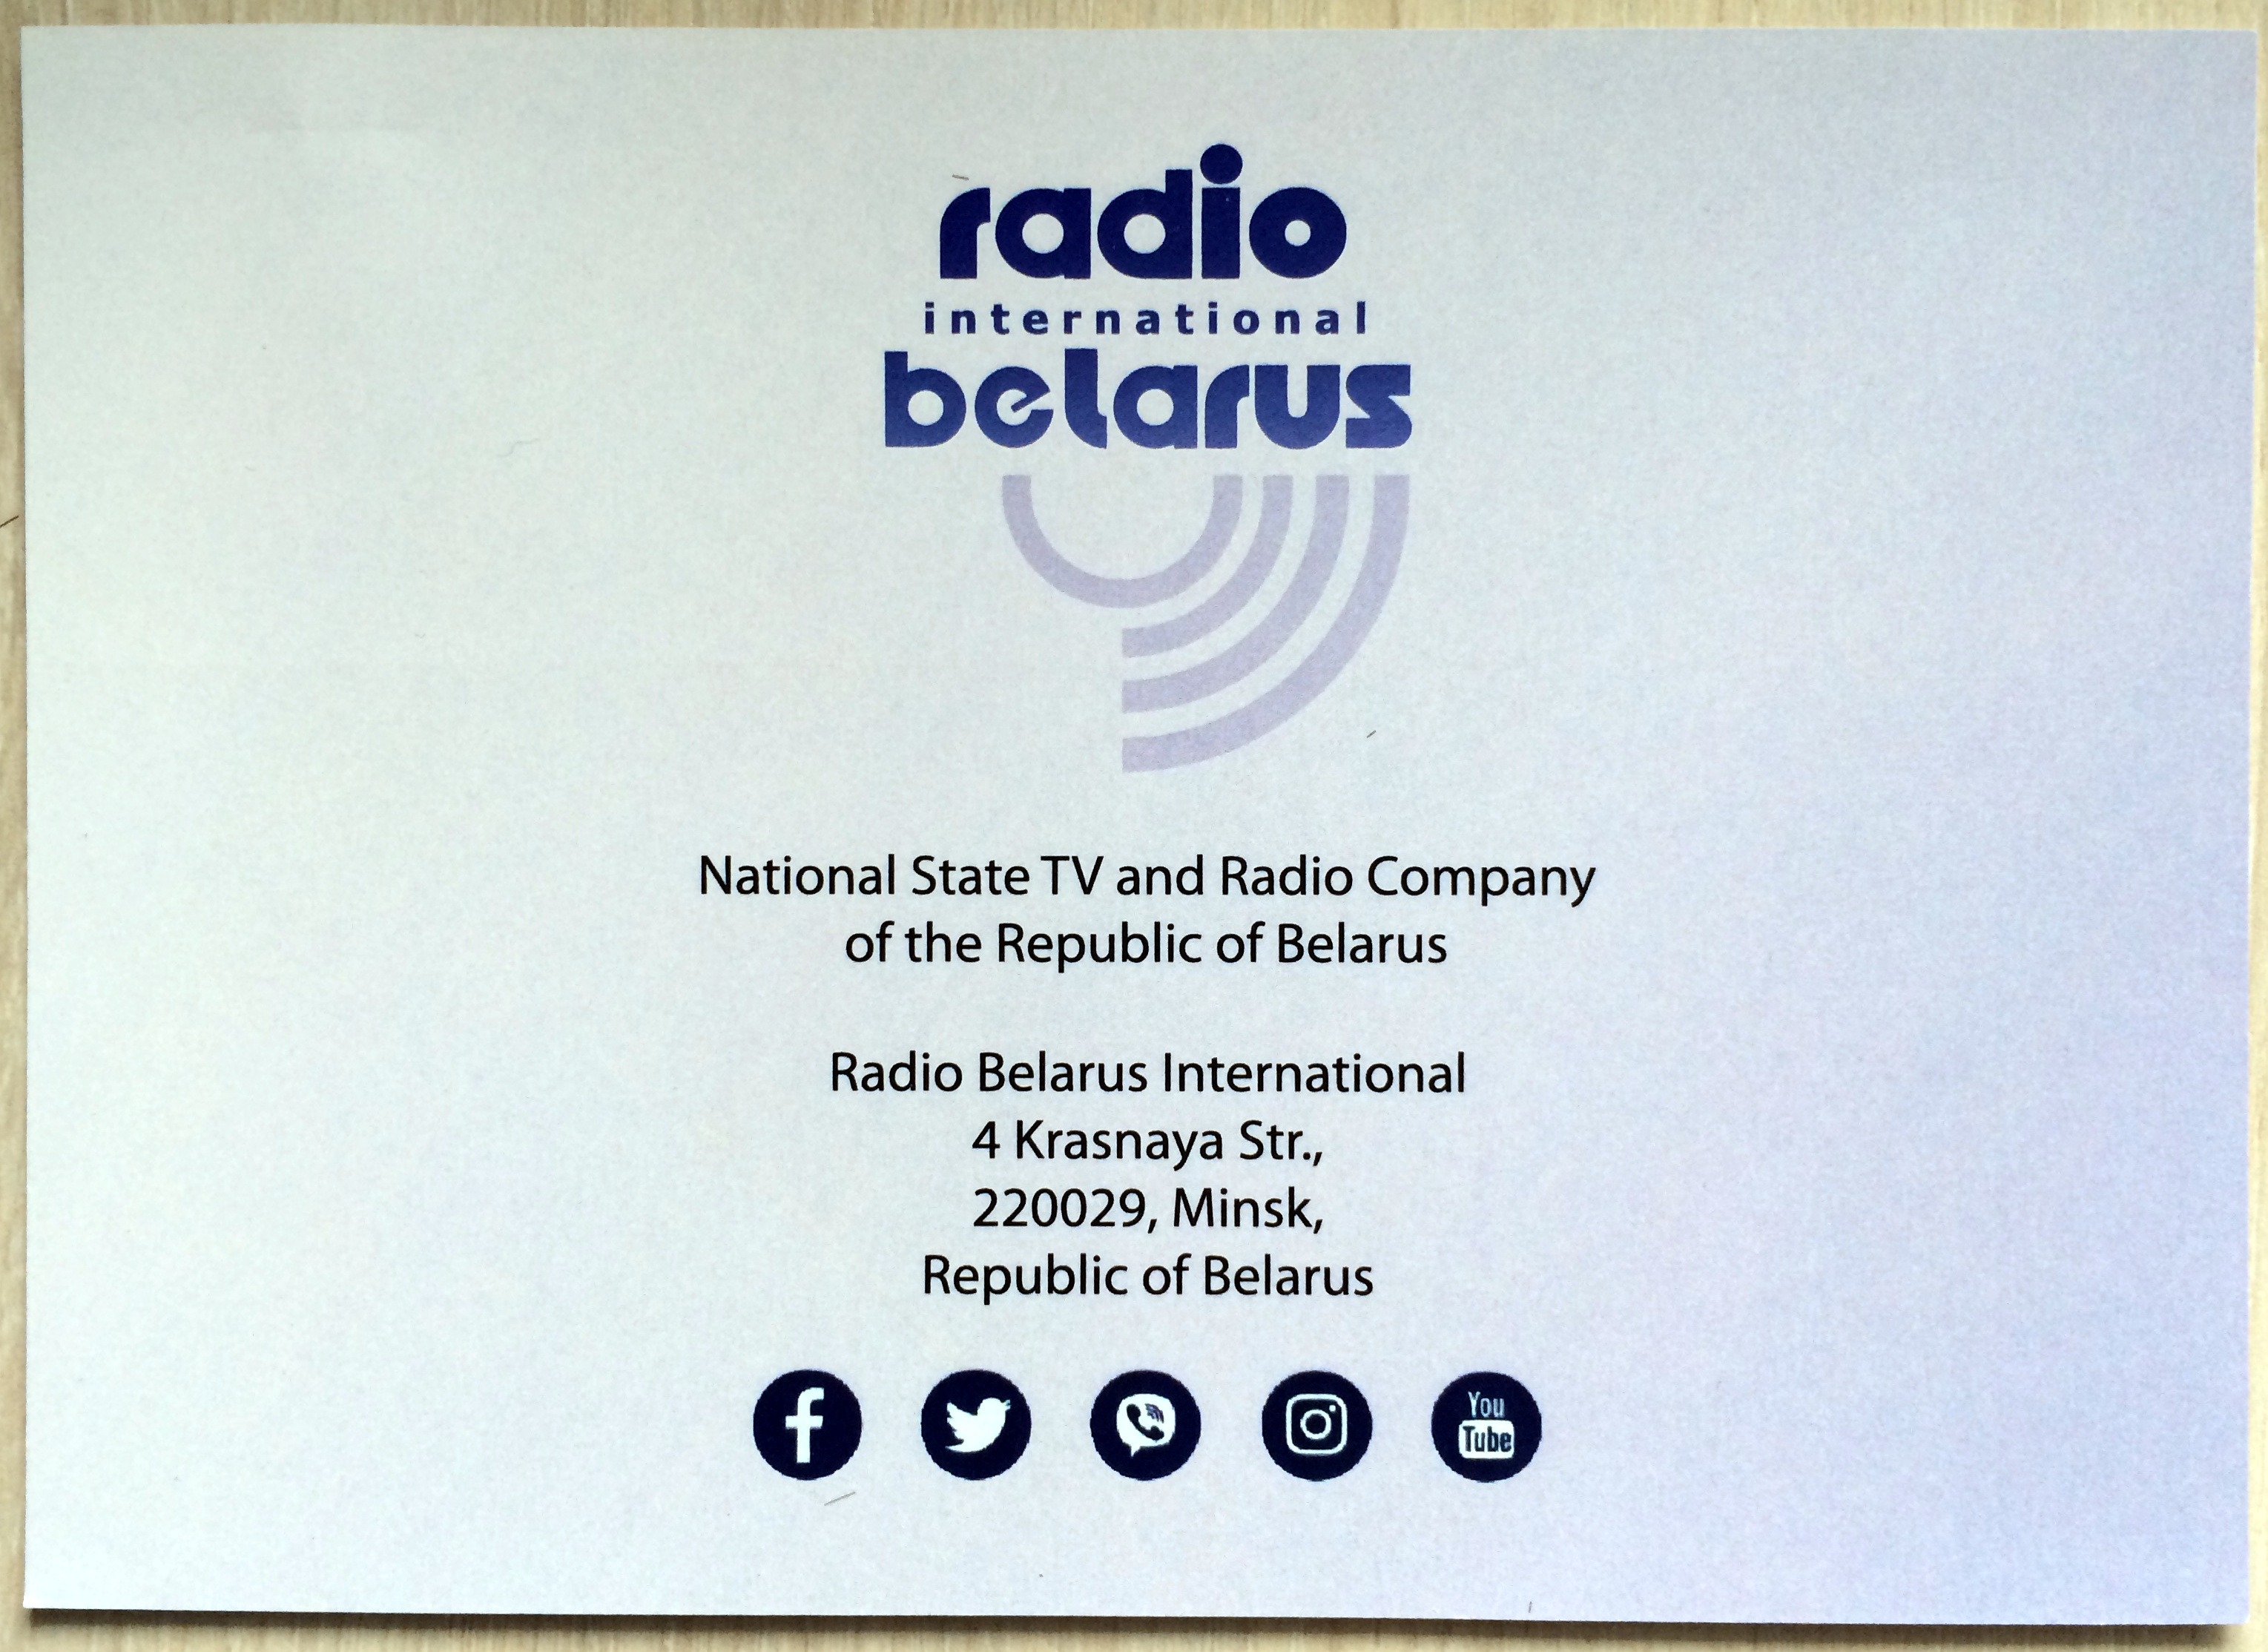 radio
international
belarus
National State TV and Radio Company
of the Republic of Belarus
Radio Belarus International
4 Krasnaya Str.,
220029, Minsk,
Republic of Belarus
You
Tube